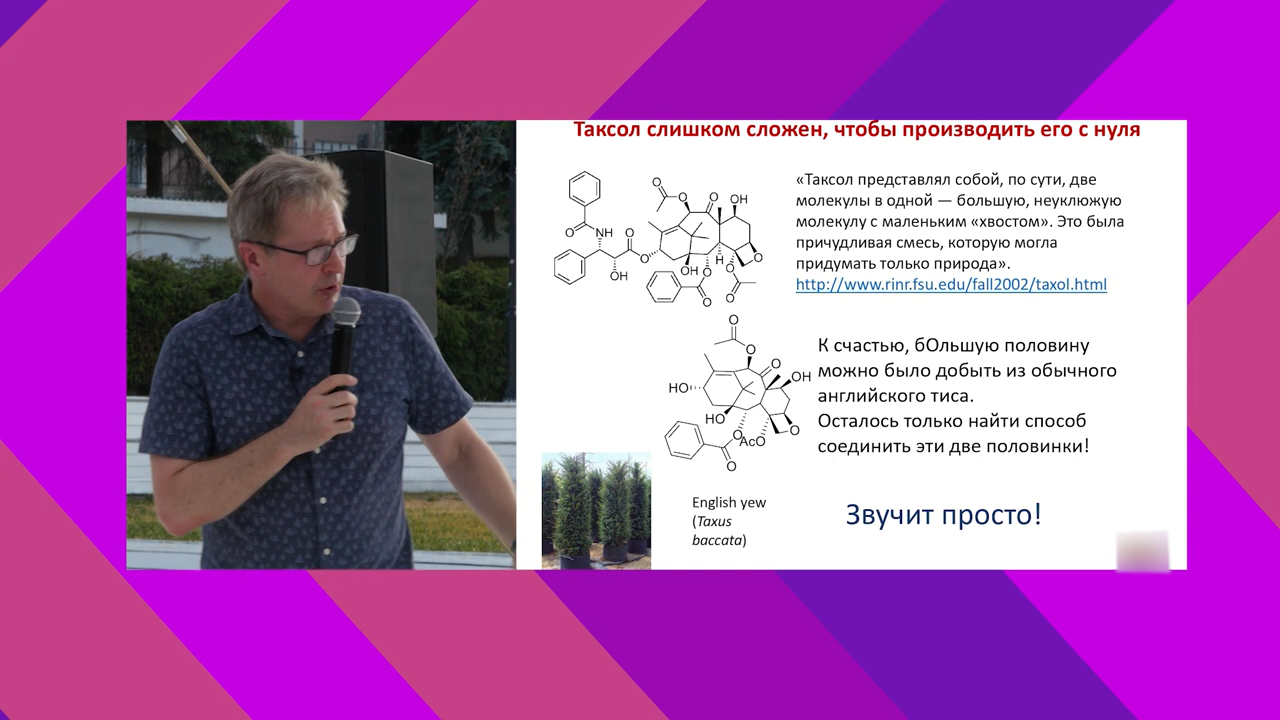 Таксол слишком сложен, чтобы производить его с нуля
«Таксол представлял собой, по сути, две
молекулы в одной — большую, неуклюжую
молекулу с маленьким «хвостом». Это была
причудливая смесь, которую могла
придумать только природа».
http://www.rinr.fsu.edu/fall2002/taxol.html
O
O
O
OH
O
NH
O
O
H
O
OH
OH
O
O
O
O
O
O
O
OH
HO
HO
O
AcO
O
O
К счастью, бОльшую половину
можно было добыть из обычного
английского тиса.
Осталось только найти способ
соединить эти две половинки!
English yew
(Taxus
baccata)
Звучит просто!